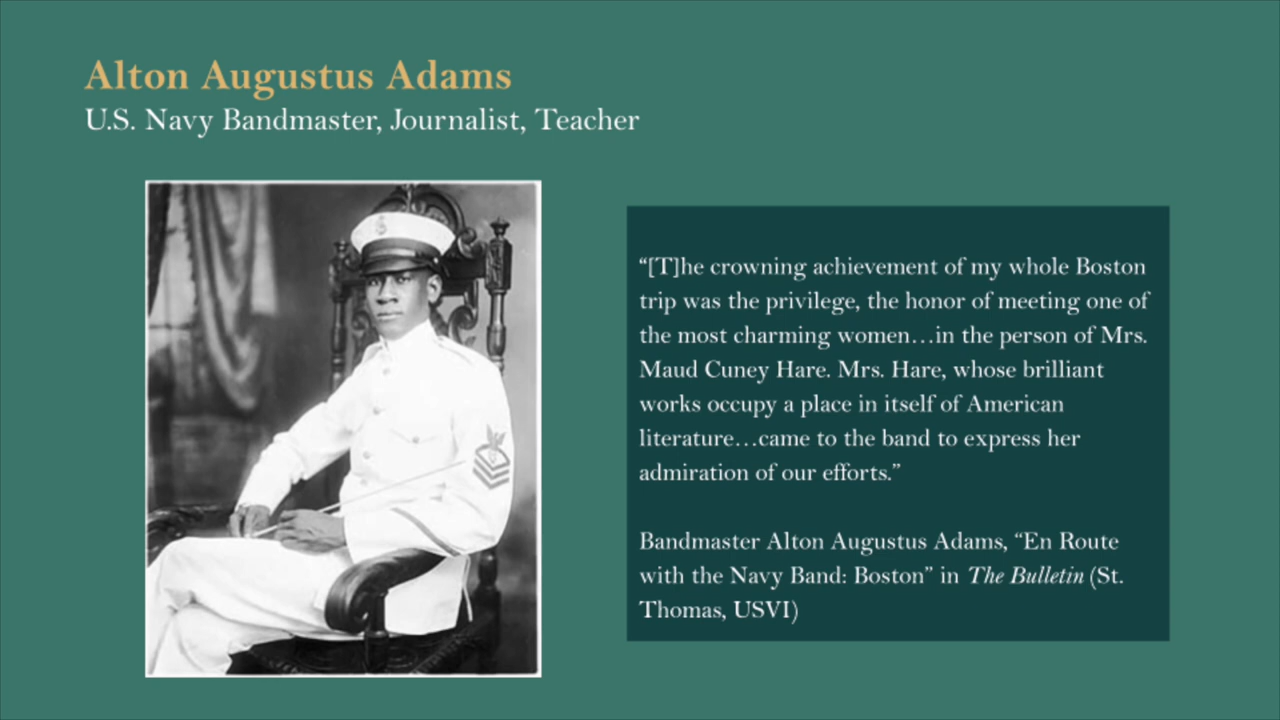 Alton Augustus Adams
U.S. Navy Bandmaster, Journalist, Teacher
“[T]he crowning achievement of my whole Boston
trip was the privilege, the honor of meeting one of
the most charming women…in the person of Mrs.
Maud Cuney Hare. Mrs. Hare, whose brilliant
works occupy a place in itself of American
literature…came to the band to express her
admiration of our efforts.”
Bandmaster Alton Augustus Adams, “En Route
with the Navy Band: Boston” in The Bulletin (St.
Thomas, USVI)